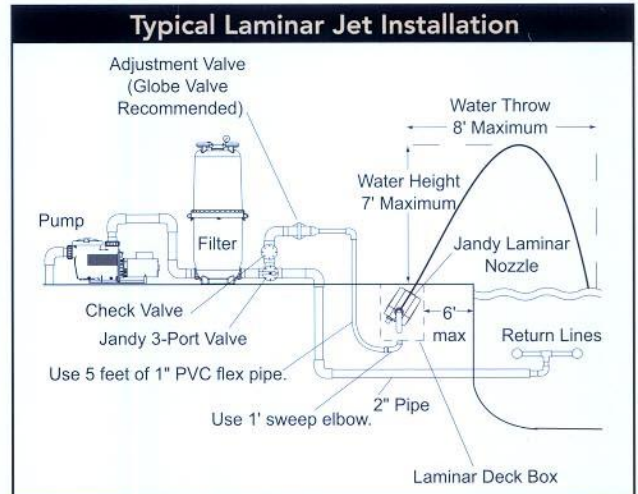 Typical Laminar Jet Installation
Adjustment Valve
(Globe Valve
Recommended)
Water Throw
8' Maximum
Water Height
7' Maximum
Pump
Filter
Jandy Laminar
Nozzle
Check Valve
6'
max
Jandy 3-Port Valve
Return Lines
Use 5 feet of 1" PVC flex pipe.
2" Pipe
Use 1' sweep elbow.
Laminar Deck Box